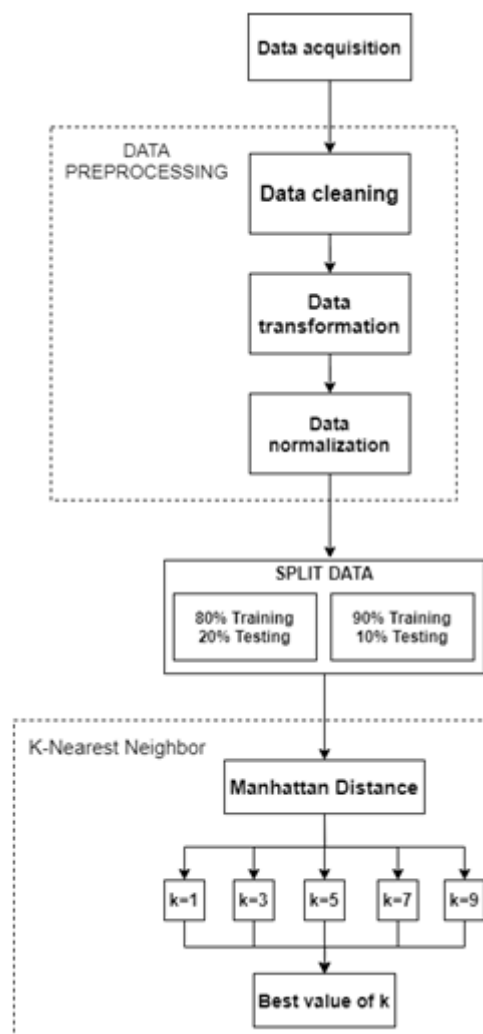 Data acquisition
DATA
PREPROCESSING
Data cleaning
Data
transformation
Data
normalization
SPLIT DATA
80% Training
20% Testing
90% Training
10% Testing
K-Nearest Neighbor
Manhattan Distance
k=1
k=3
k=5
k=7
k=9
Best value of k